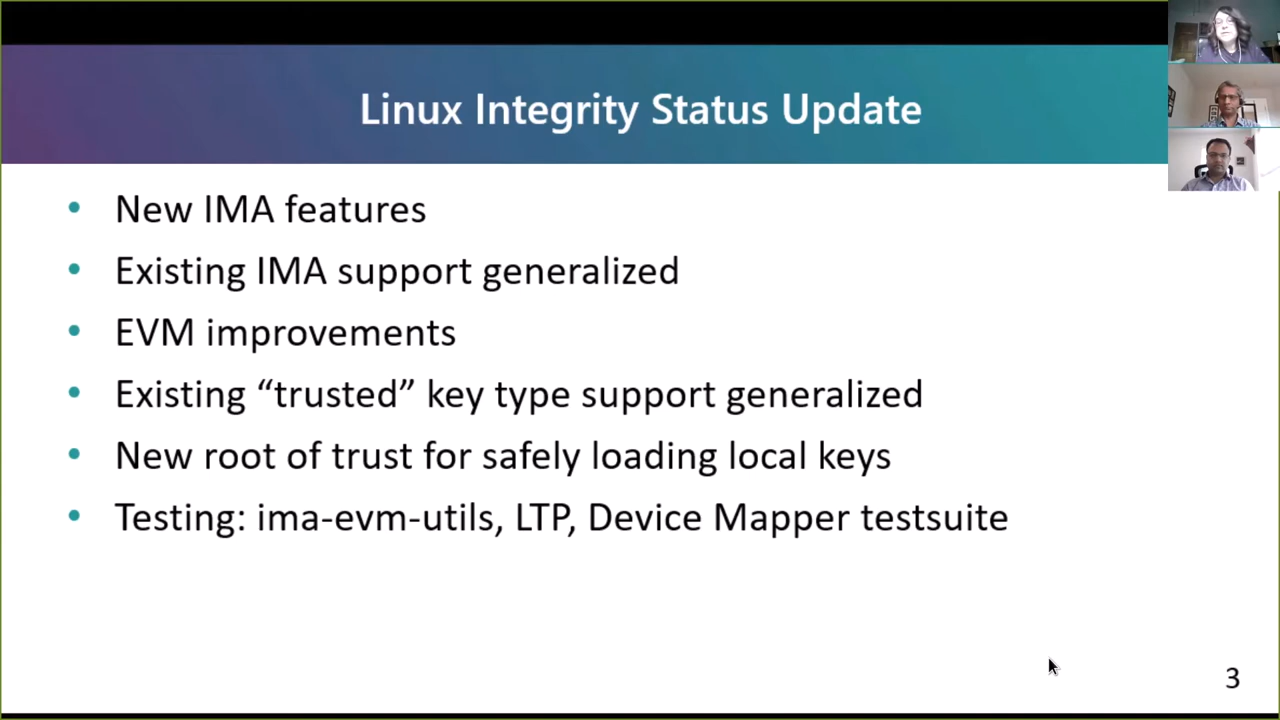 Linux Integrity Status Update
• New IMA features
• Existing IMA support generalized
• EVM improvements
• Existing “trusted” key type support generalized
• New root of trust for safely loading local keys
• Testing: ima-evm-utils, LTP, Device Mapper testsuite
3